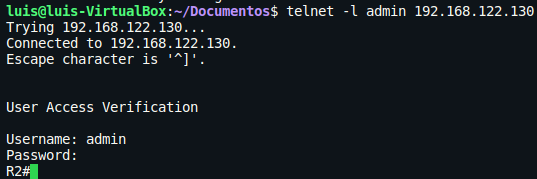 luis@luis-VirtualBox:~/Documentos$ telnet -l admin 192.168.122.130
Trying 192.168.122.130...
Connected to 192.168.122.130.
Escape character is '^]'.
User Access Verification
Username: admin
Password:
R2#